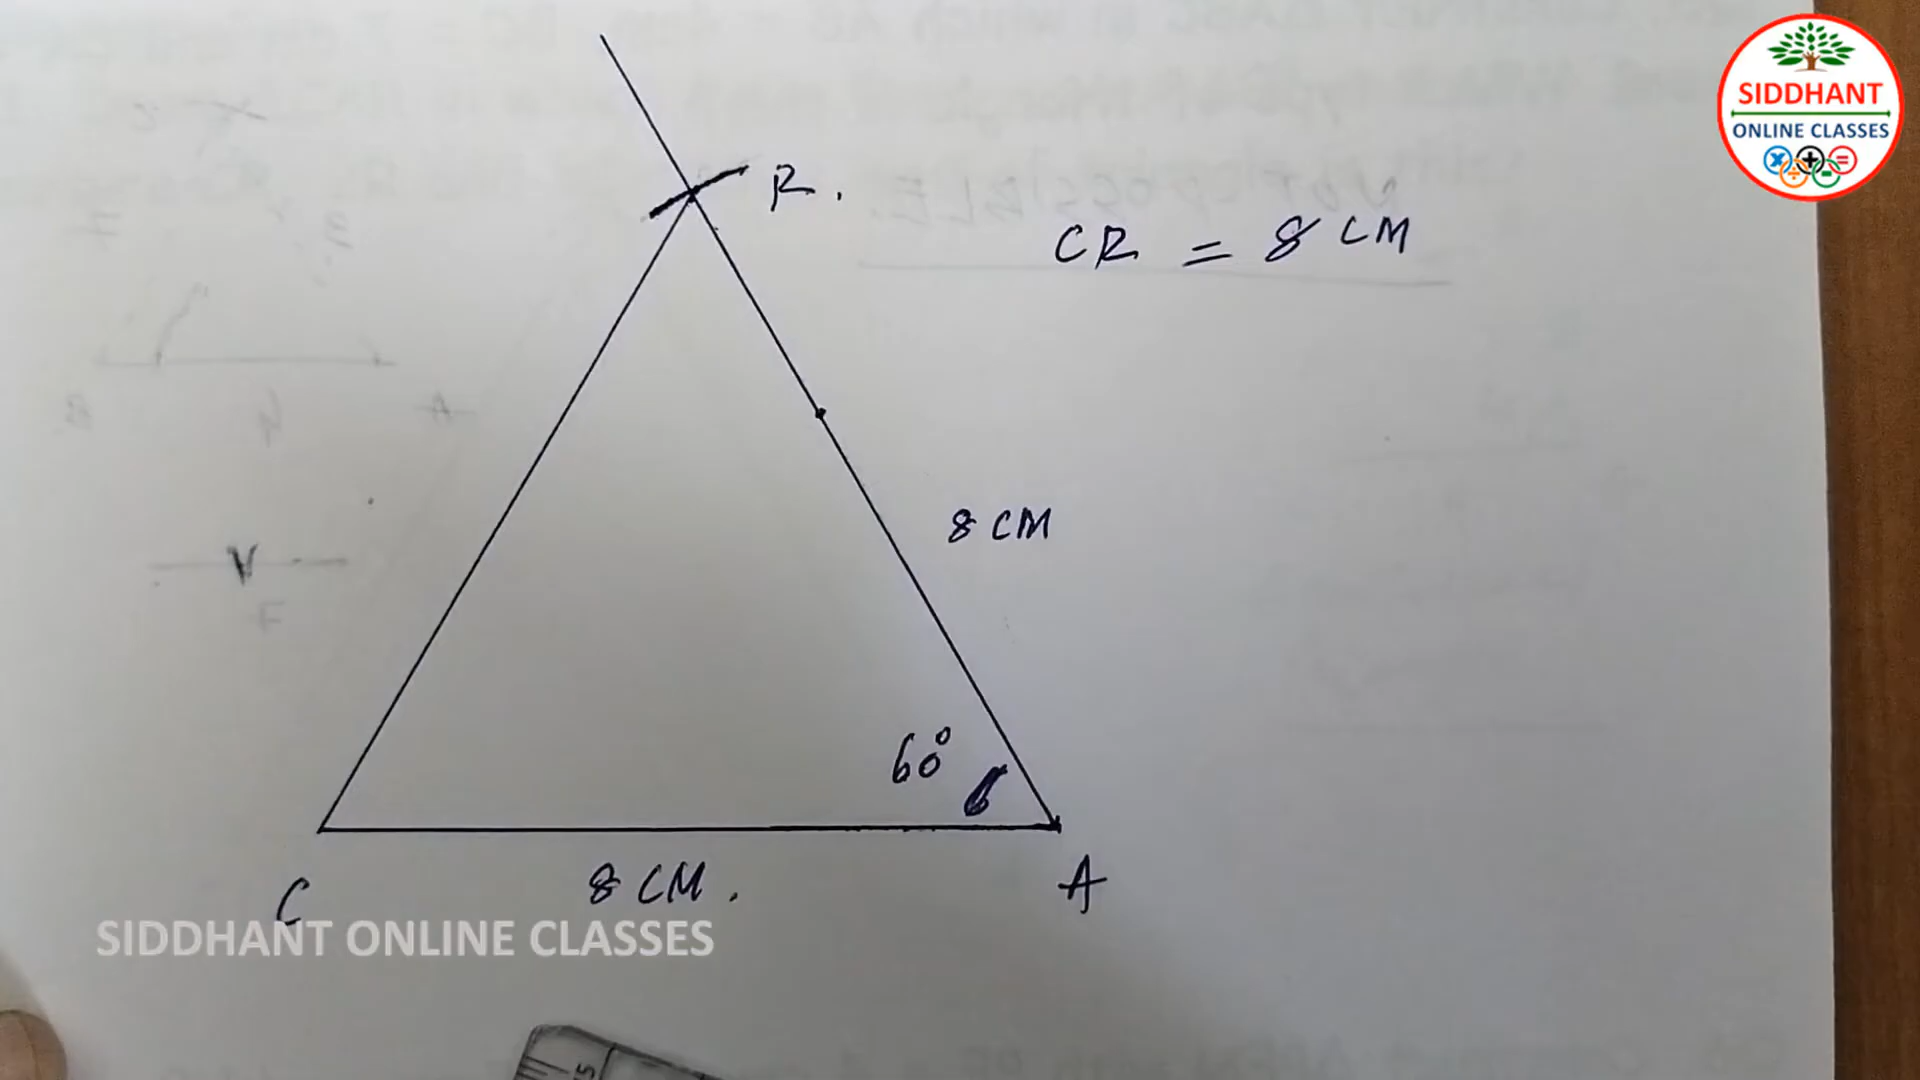 SIDDHANT
ONLINE CLASSES
R.
CR = 8 CM
8 CM
60°
C
8 CM.
A
SIDDHANT ONLINE CLASSES